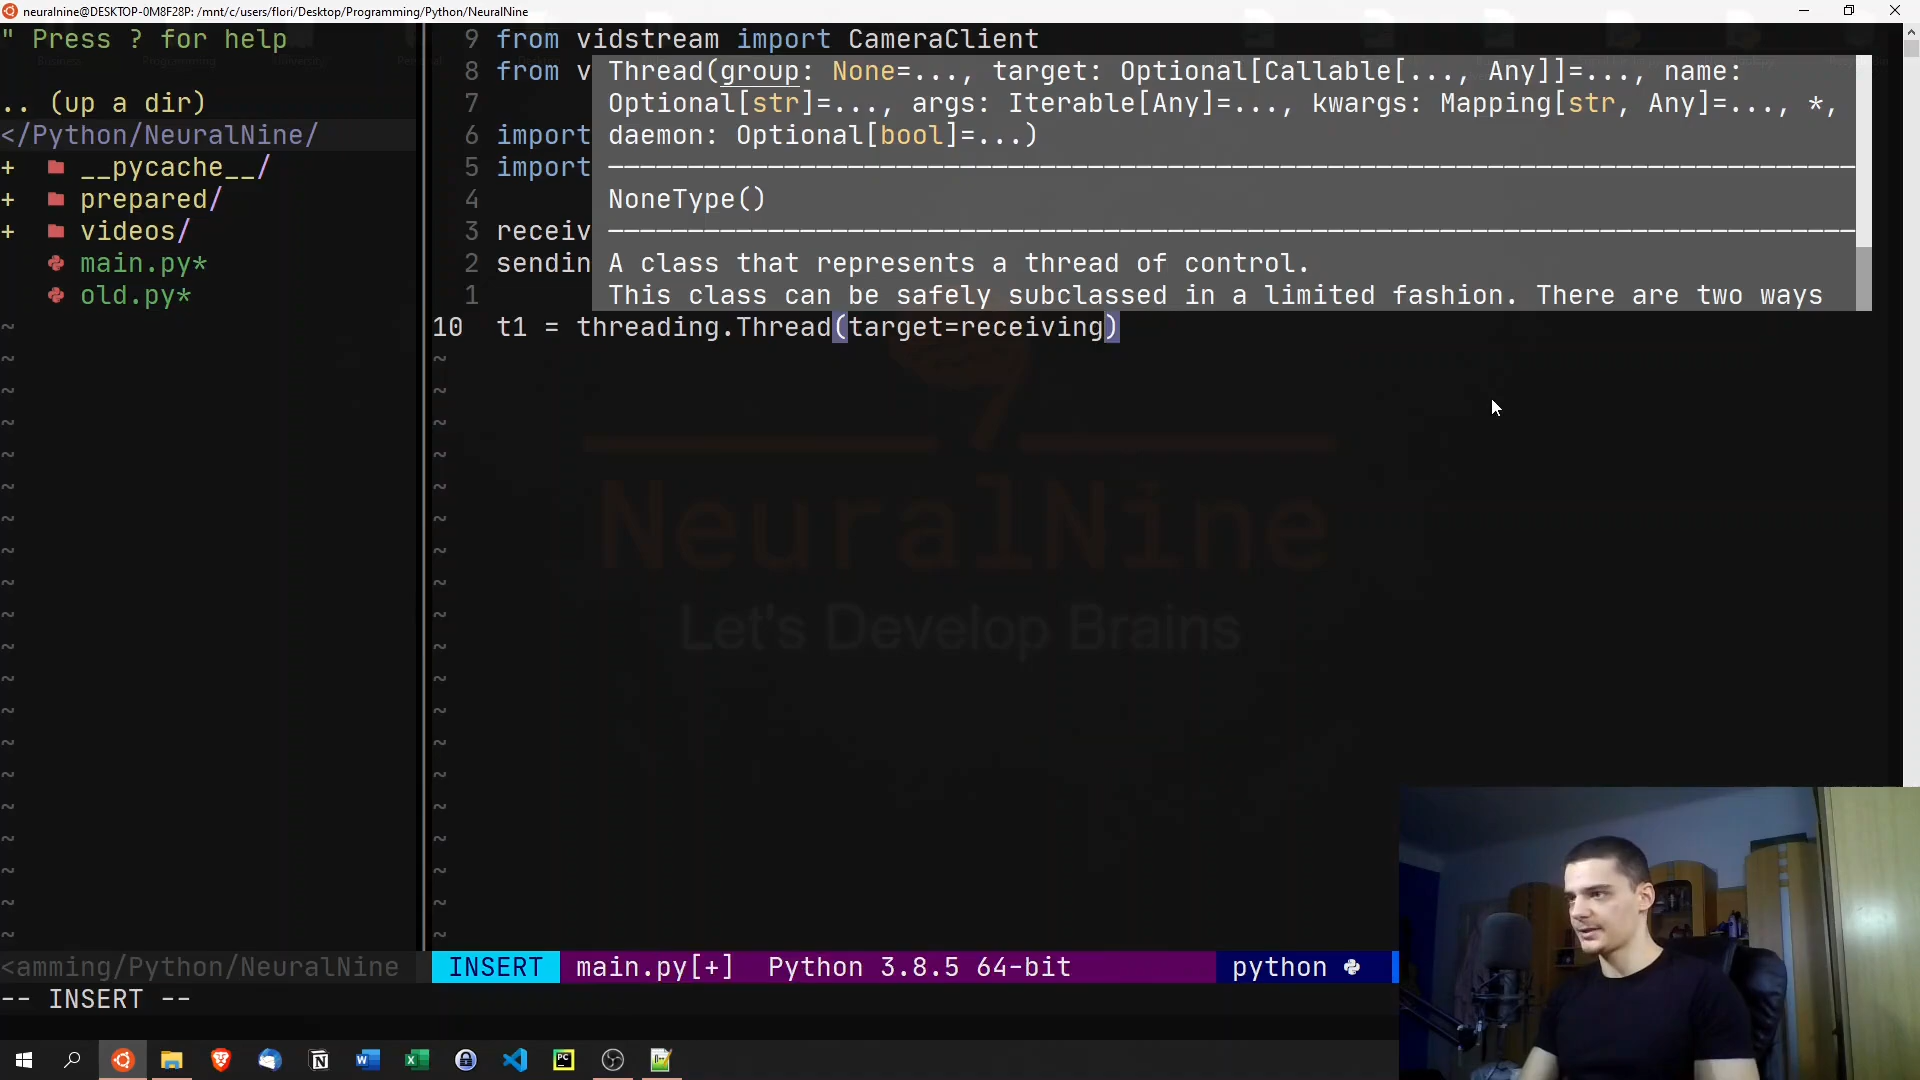 neuralnine@DESKTOP-0M8F28P: /mnt/c/users/flori/Desktop/Programming/Python/NeuralNine
" Press ? for help
.. (up a dir)
</Python/NeuralNine/
+ __pycache__/
+ prepared/
+ videos/
main.py*
old.py*
9 from vidstream import CameraClient
8 from v
7
6 import
5 import
4
3 receiv
2 sendin
1
10 t1 = threading.Thread(target=receiving)
Thread(group: None=..., target: Optional[Callable[..., Any]]=..., name:
Optional[str]=..., args: Iterable[Any]=..., kwargs: Mapping[str, Any]=..., *,
daemon: Optional[bool]=...)
NoneType()
A class that represents a thread of control.
This class can be safely subclassed in a limited fashion. There are two ways
NeuralNine
Let's Develop Brains
<amming/Python/NeuralNine
INSERT main.py[+] Python 3.8.5 64-bit python
-- INSERT --